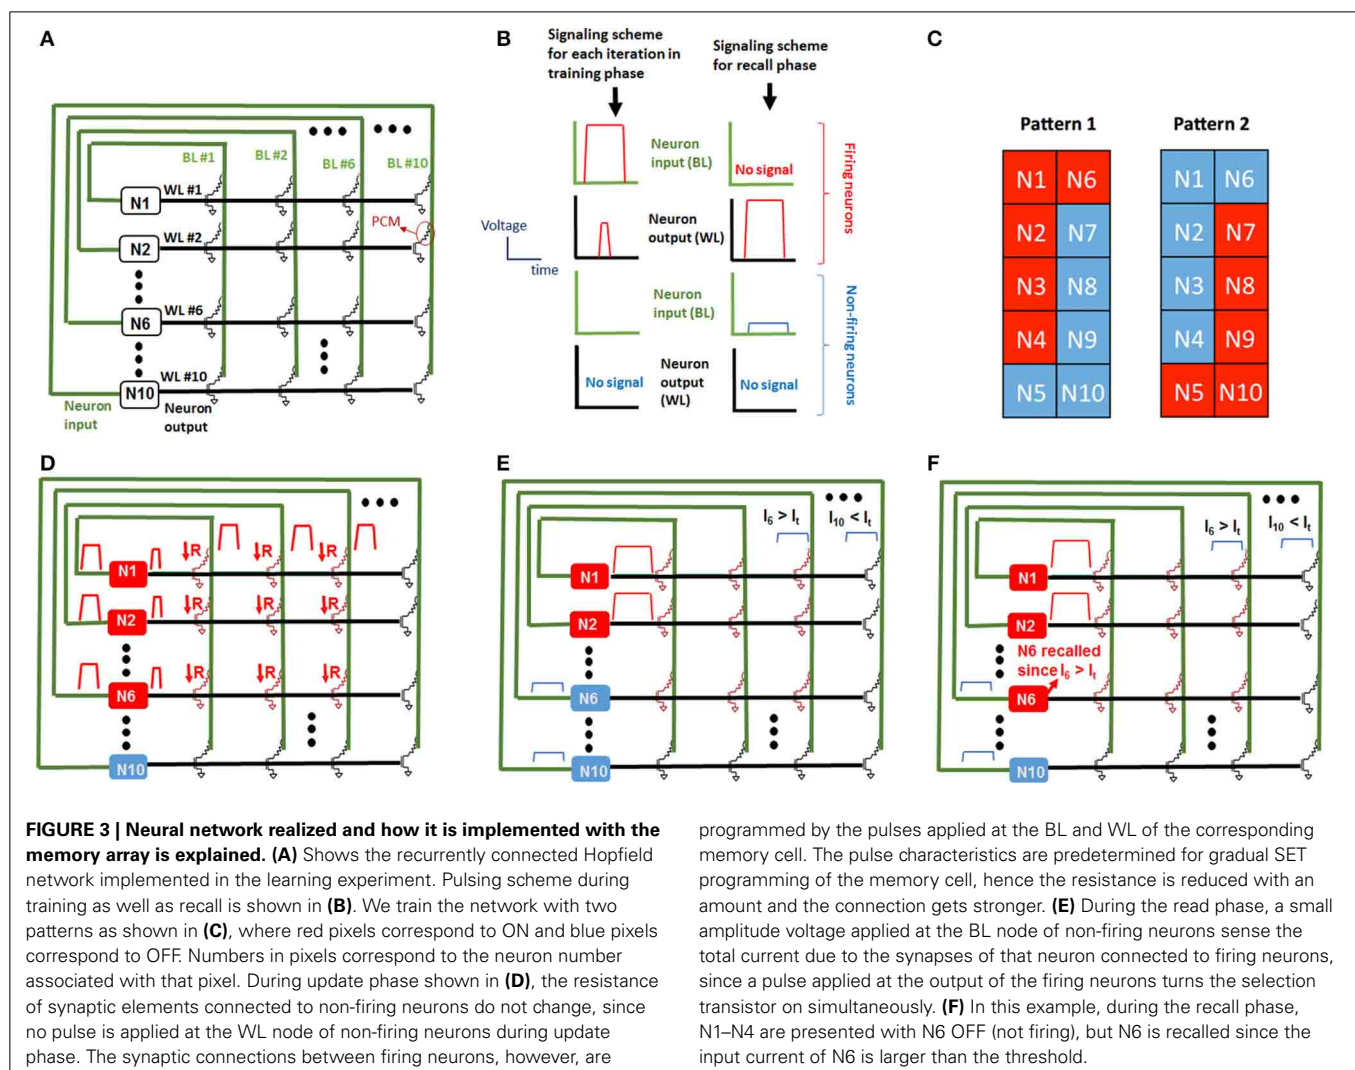 A
BL #1
BL #2
BL #6
BL #10
WL #1
N1
PCM
WL #2
N2
WL #6
N6
WL #10
N10
Neuron
input
Neuron
output
B
Signaling scheme
for each iteration in
training phase
Signaling scheme
for recall phase
Neuron
input (BL)
No signal
Firing neurons
Voltage
time
Neuron
output (WL)
Neuron
input (BL)
Non-firing neurons
No signal
Neuron
output
(WL)
No signal
C
Pattern 1
Pattern 2
N1 N6
N2 N7
N3 N8
N4 N9
N5 N10
N1 N6
N2 N7
N3 N8
N4 N9
N5 N10
D
N1
R R R
N2
R R R
N6
R R R
N10
E
I6 > It
I10 < It
N1
N2
N6
N10
F
I6 > It
I10 < It
N1
N2
N6 recalled
since I6 > It
N6
N10
FIGURE 3 | Neural network realized and how it is implemented with the
memory array is explained. (A) Shows the recurrently connected Hopfield
network implemented in the learning experiment. Pulsing scheme during
training as well as recall is shown in (B). We train the network with two
patterns as shown in (C), where red pixels correspond to ON and blue pixels
correspond to OFF. Numbers in pixels correspond to the neuron number
associated with that pixel. During update phase shown in (D), the resistance
of synaptic elements connected to non-firing neurons do not change, since
no pulse is applied at the WL node of non-firing neurons during update
phase. The synaptic connections between firing neurons, however, are
programmed by the pulses applied at the BL and WL of the corresponding
memory cell. The pulse characteristics are predetermined for gradual SET
programming of the memory cell, hence the resistance is reduced with an
amount and the connection gets stronger. (E) During the read phase, a small
amplitude voltage applied at the BL node of non-firing neurons sense the
total current due to the synapses of that neuron connected to firing neurons,
since a pulse applied at the output of the firing neurons turns the selection
transistor on simultaneously. (F) In this example, during the recall phase,
N1–N4 are presented with N6 OFF (not firing), but N6 is recalled since the
input current of N6 is larger than the threshold.